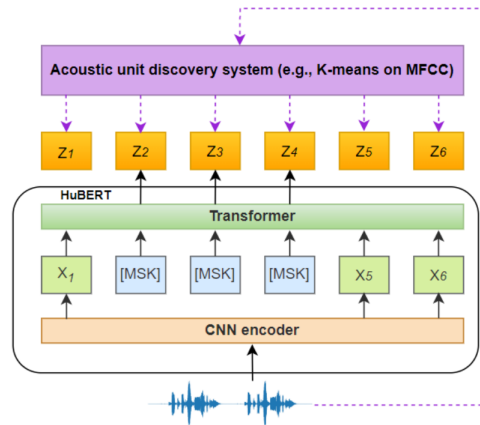 Acoustic unit discovery system (e.g., K-means on MFCC)
Z1 Z2 Z3 Z4 Z5 Z6
HuBERT
Transformer
X1 [MSK] [MSK] [MSK] X5 X6
CNN encoder